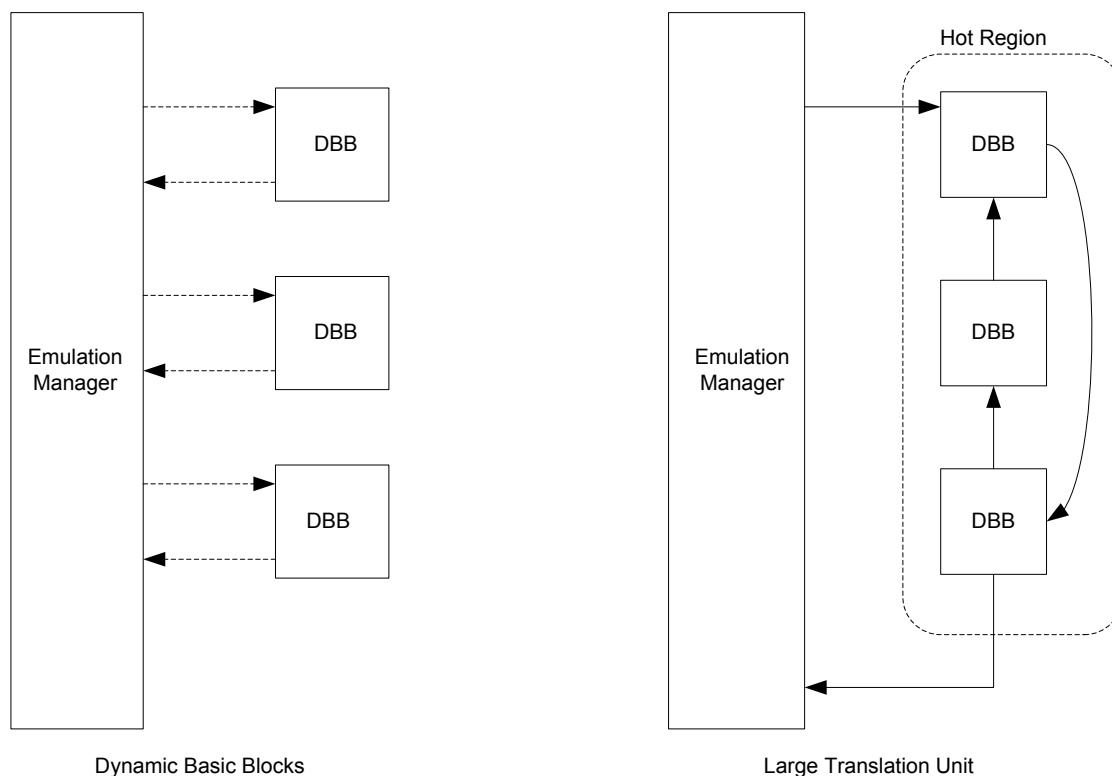 Hot Region
DBB
DBB
DBB
Emulation
Manager
DBB
DBB
DBB
Emulation
Manager
Dynamic Basic Blocks
Large Translation Unit